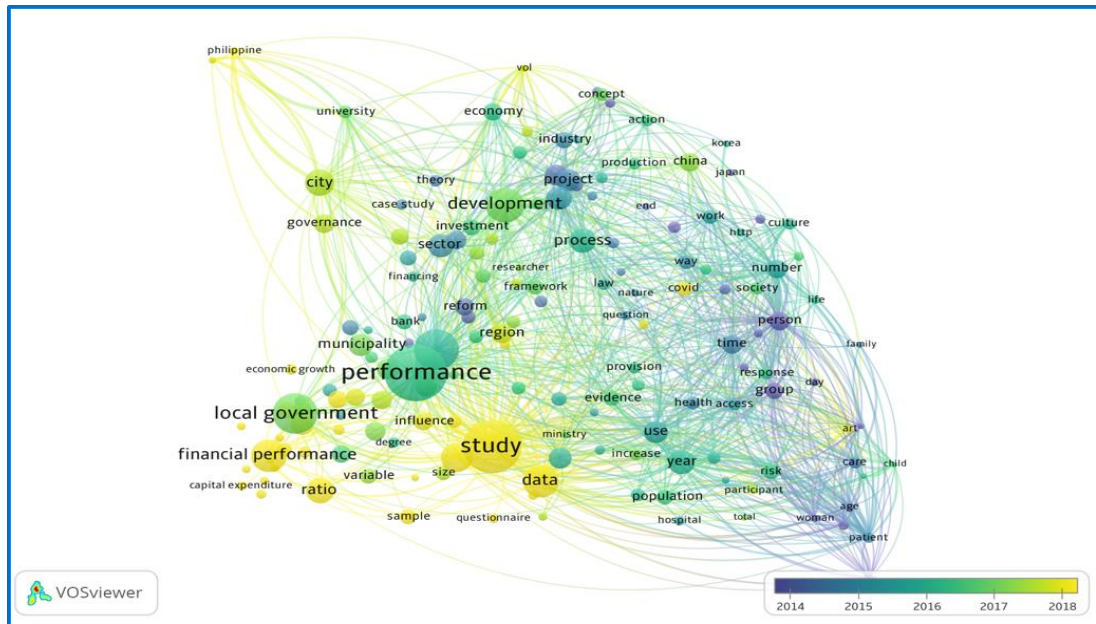 philippine
vol
concept
university
economy
action
industry
korea
production
china
japan
city
theory
project
case study
development
end
work
culture
governance
investment
http
sector
process
way
number
researcher
financing
framework
law
covid
society
nature
life
reform
question
person
bank
region
municipality
time
family
performance
economic growth
provision
response
day
group
local government
influence
evidence
health
access
art
degree
ministry
use
study
financial performance
increase
year
care
child
variable
size
risk
capital expenditure
ratio
data
participant
population
age
sample
questionnaire
hospital
total
woman
patient
VOSviewer
2014
2015
2016
2017
2018